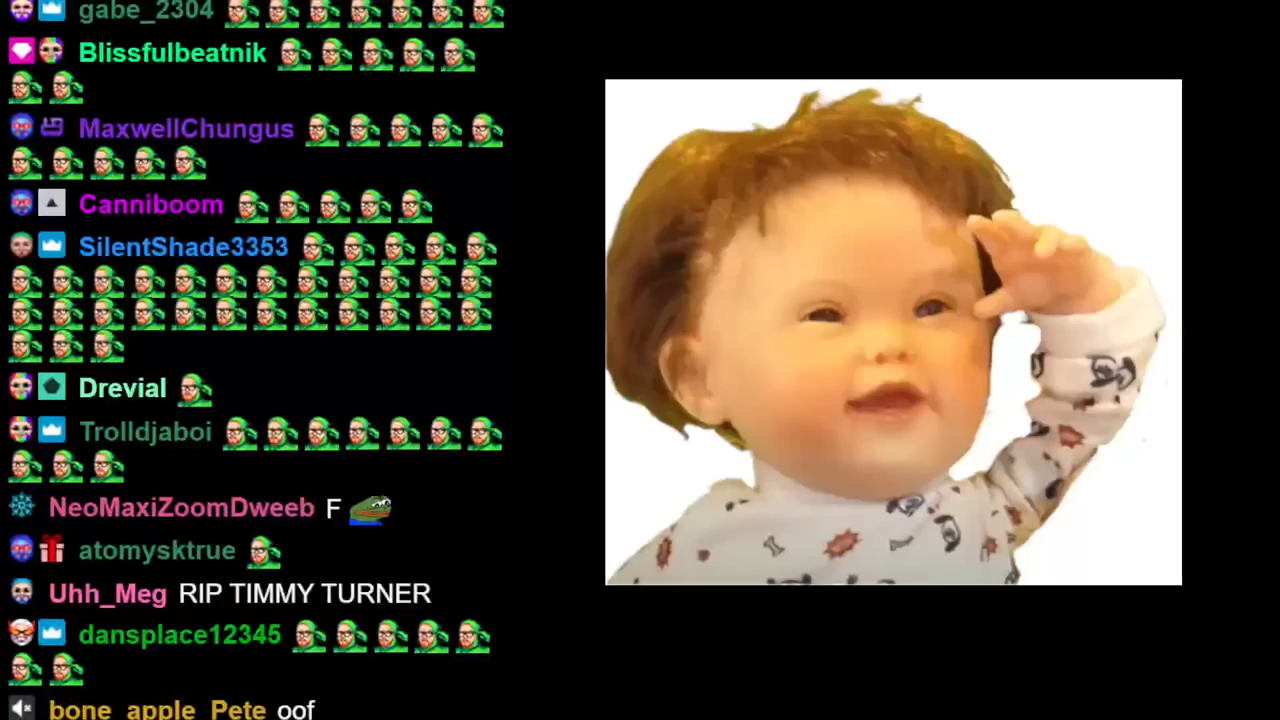 gabe_2304
Blissfulbeatnik
MaxwellChungus
Canniboom
SilentShade3353
Drevial
Trolldjaboi
NeoMaxiZoomDweeb F
atomysktrue
Uhh_Meg RIP TIMMY TURNER
dansplace12345
bone_apple_Pete oof